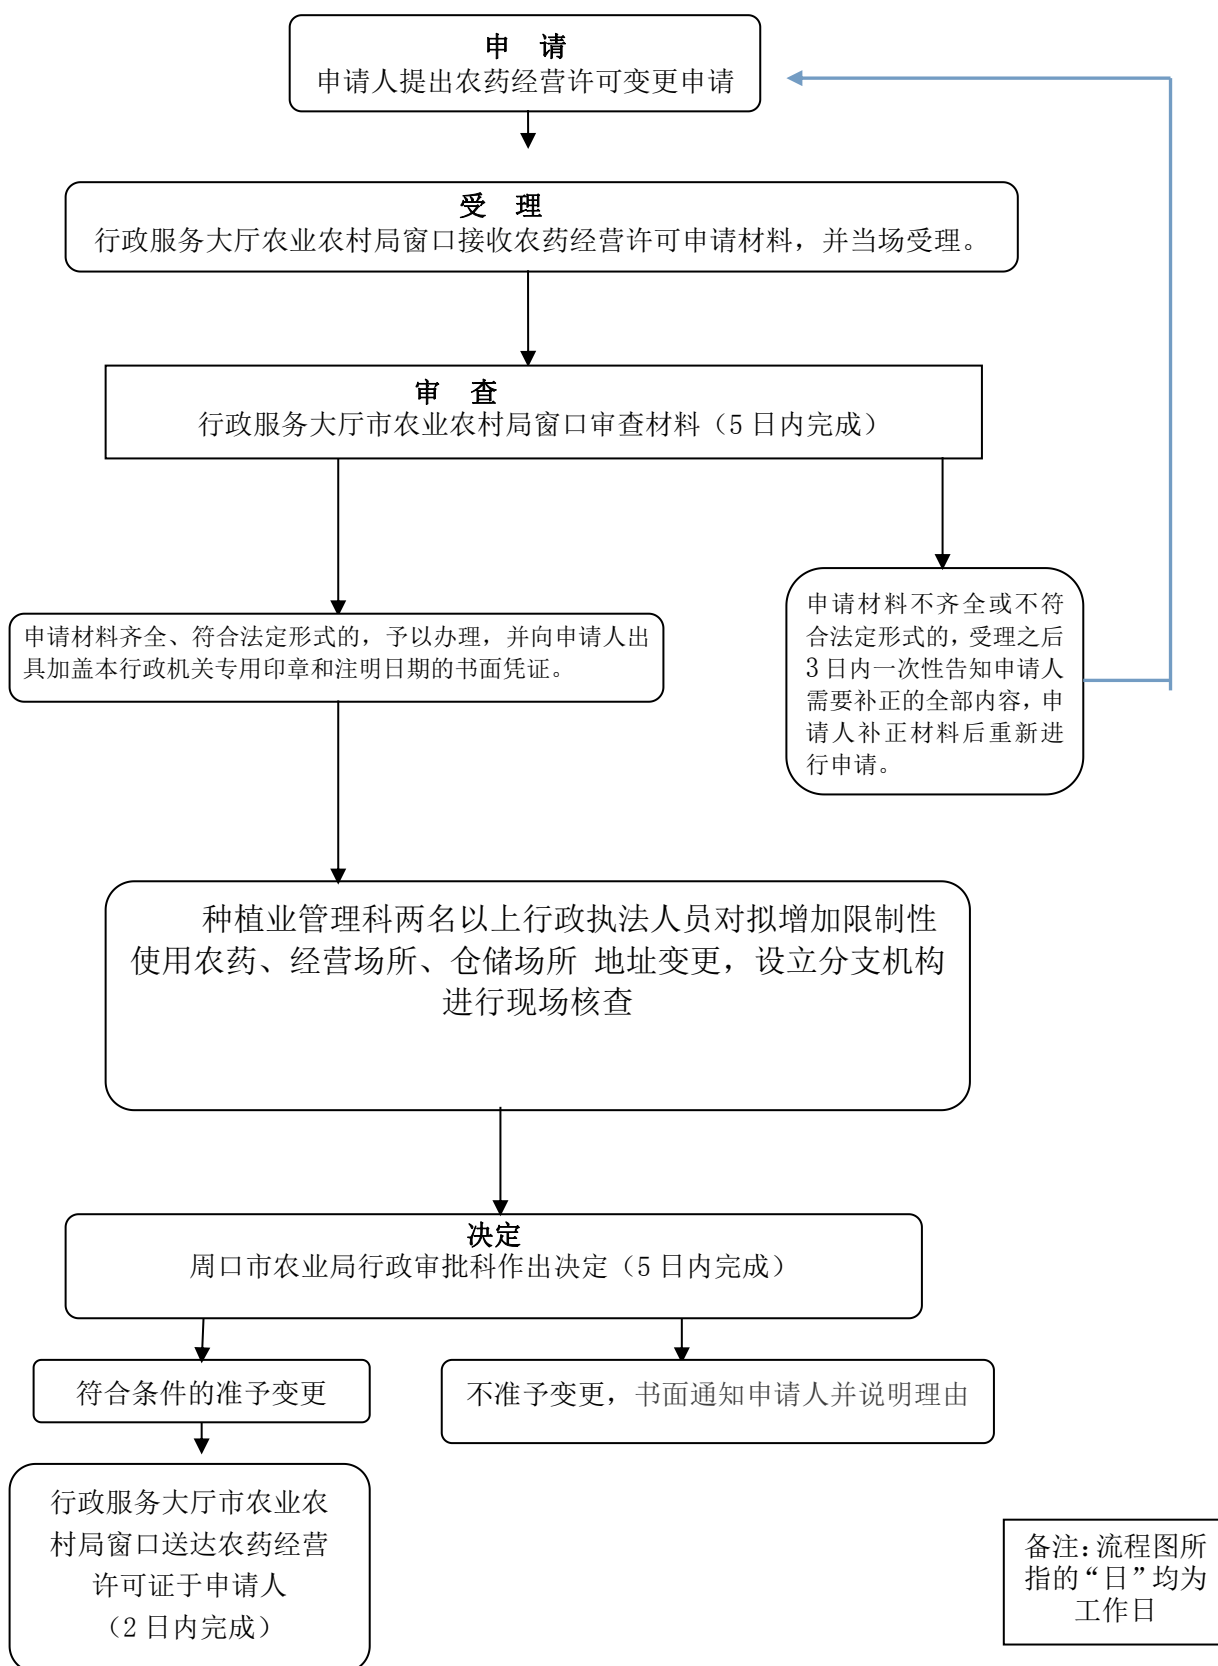 申 请
申请人提出农药经营许可变更申请
受 理
行政服务大厅农业农村局窗口接收农药经营许可申请材料，并当场受理。
审 查
行政服务大厅市农业农村局窗口审查材料（5日内完成）
申请材料齐全、符合法定形式的，予以办理，并向申请人出
具加盖本行政机关专用印章和注明日期的书面凭证。
申请材料不齐全或不符
合法定形式的，受理之后
3日内一次性告知申请人
需要补正的全部内容，申
请人补正材料后重新进
行申请。
种植业管理科两名以上行政执法人员对拟增加限制性
使用农药、经营场所、仓储场所 地址变更，设立分支机构
进行现场核查
决定
周口市农业局行政审批科作出决定（5日内完成）
符合条件的准予变更
不准予变更，书面通知申请人并说明理由
行政服务大厅市农业农
村局窗口送达农药经营
许可证于申请人
（2日内完成）
备注：流程图所
指的“日”均为
工作日